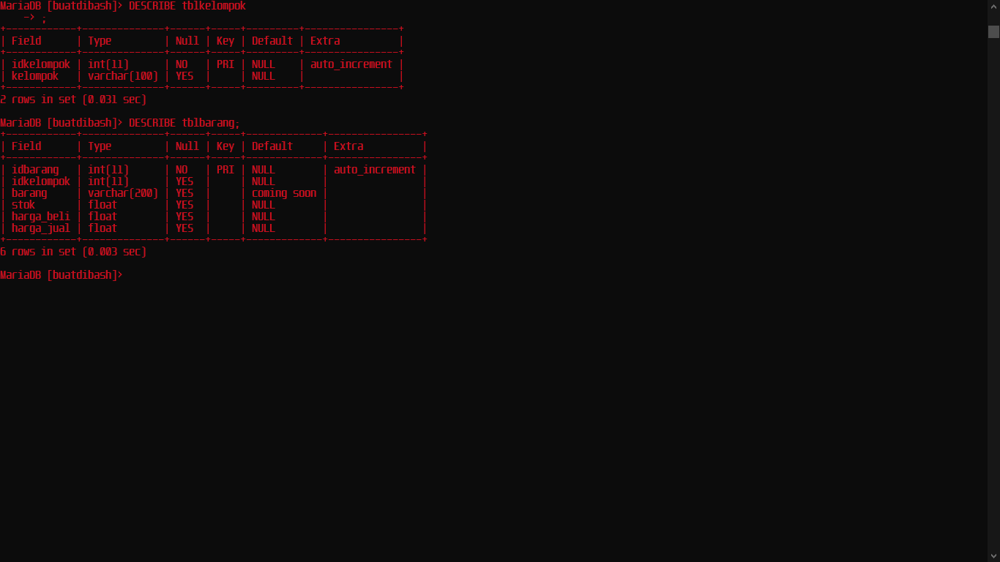 MariaDB [buatdibash]> DESCRIBE tblkelompok
    -> ;
+------------+--------------+------+-----+---------+----------------+
| Field      | Type         | Null | Key | Default | Extra          |
+------------+--------------+------+-----+---------+----------------+
| idkelompok | int(11)      | NO   | PRI | NULL    | auto_increment |
| kelompok   | varchar(100) | YES  |     | NULL    |                |
+------------+--------------+------+-----+---------+----------------+
2 rows in set (0.031 sec)

MariaDB [buatdibash]> DESCRIBE tblbarang;
+------------+--------------+------+-----+-------------+----------------+
| Field      | Type         | Null | Key | Default     | Extra          |
+------------+--------------+------+-----+-------------+----------------+
| idbarang   | int(11)      | NO   | PRI | NULL        | auto_increment |
| idkelompok | int(11)      | YES  |     | NULL        |                |
| barang     | varchar(200) | YES  |     | coming soon |                |
| stok       | float        | YES  |     | NULL        |                |
| harga_beli | float        | YES  |     | NULL        |                |
| harga_jual | float        | YES  |     | NULL        |                |
+------------+--------------+------+-----+-------------+----------------+
6 rows in set (0.003 sec)

MariaDB [buatdibash]>